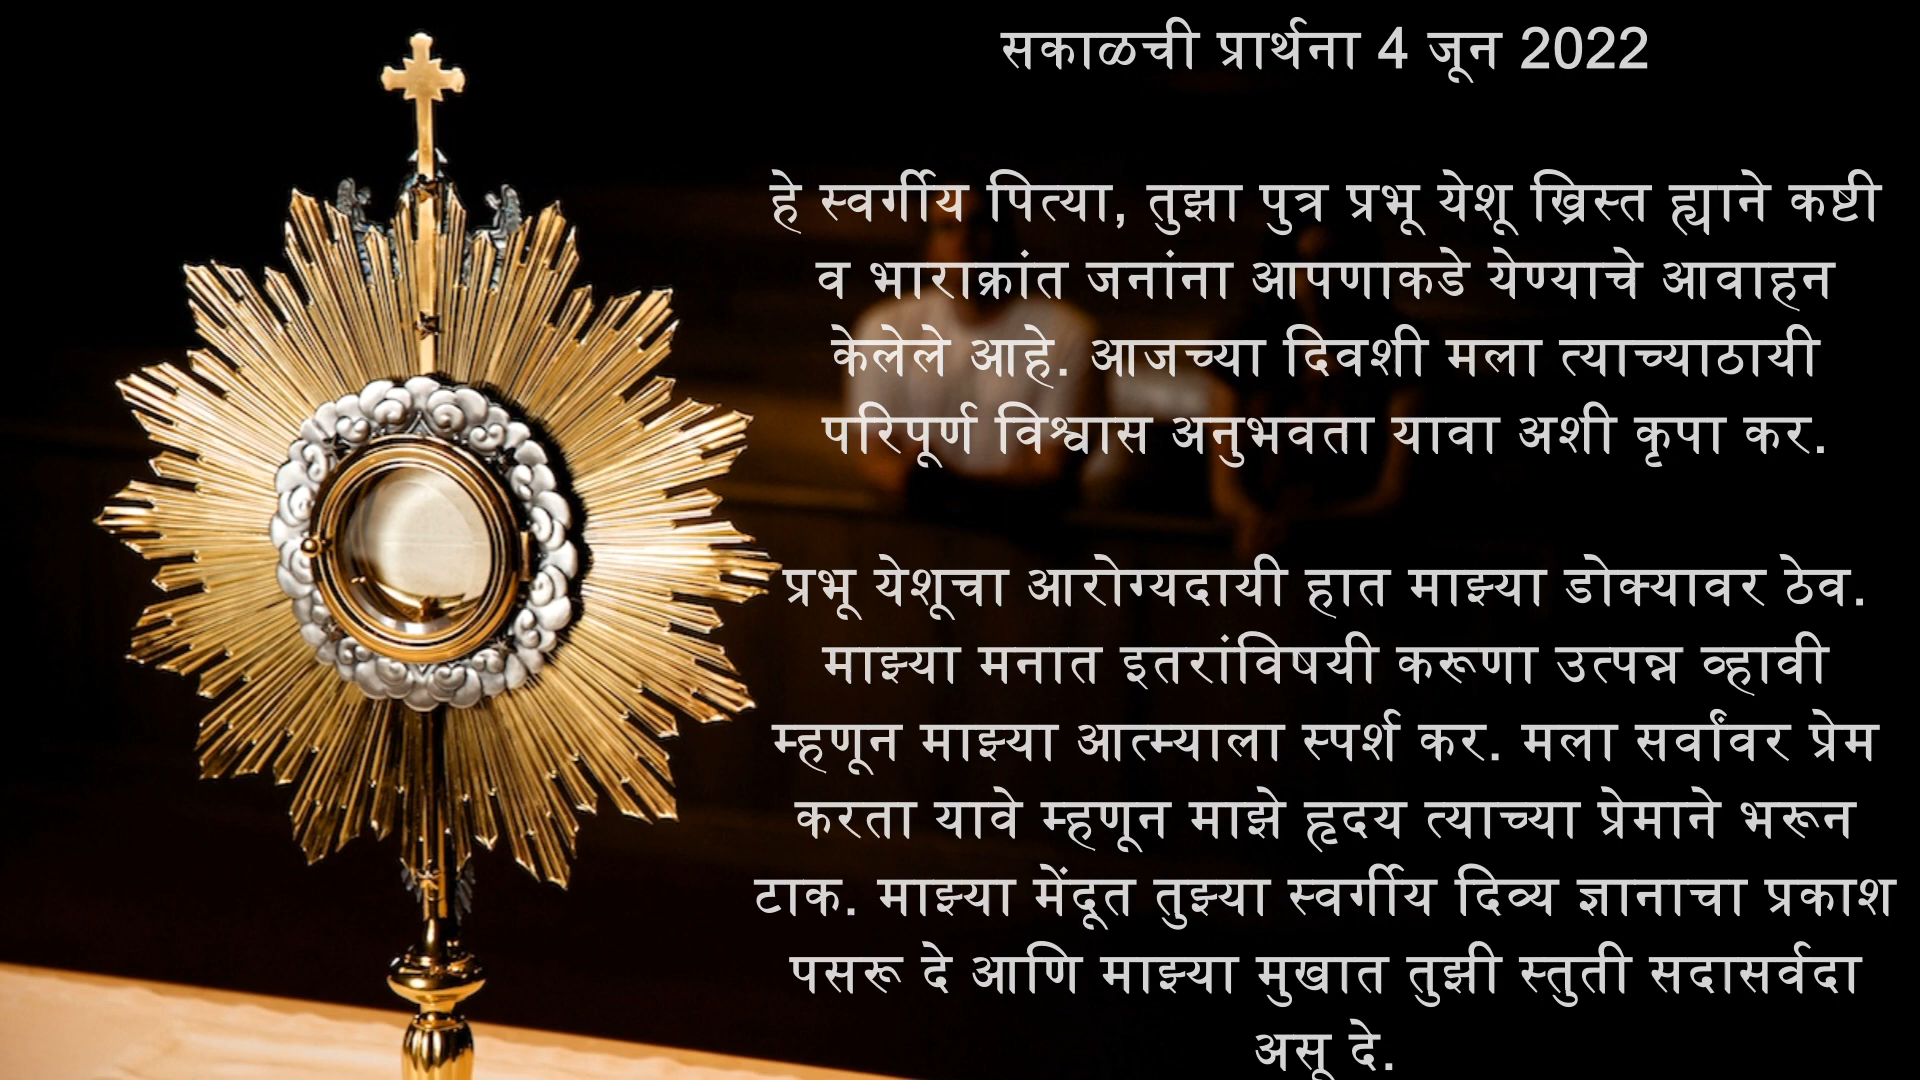 सकाळची प्रार्थना 4 जून 2022
हे स्वर्गीय पित्या, तुझा पुत्र प्रभू येशू ख्रिस्त ह्याने कष्टी
व भाराक्रांत जनांना आपणाकडे येण्याचे आवाहन
केलेले आहे. आजच्या दिवशी मला त्याच्याठायी
परिपूर्ण विश्वास अनुभवता यावा अशी कृपा कर.
प्रभू येशूचा आरोग्यदायी हात माझ्या डोक्यावर ठेव.
माझ्या मनात इतरांविषयी करूणा उत्पन्न व्हावी
म्हणून माझ्या आत्म्याला स्पर्श कर. मला सर्वांवर प्रेम
करता यावे म्हणून माझे हृदय त्याच्या प्रेमाने भरून
टाक. माझ्या मेंदूत तुझ्या स्वर्गीय दिव्य ज्ञानाचा प्रकाश
पसरू दे आणि माझ्या मुखात तुझी स्तुती सदासर्वदा
असू दे.